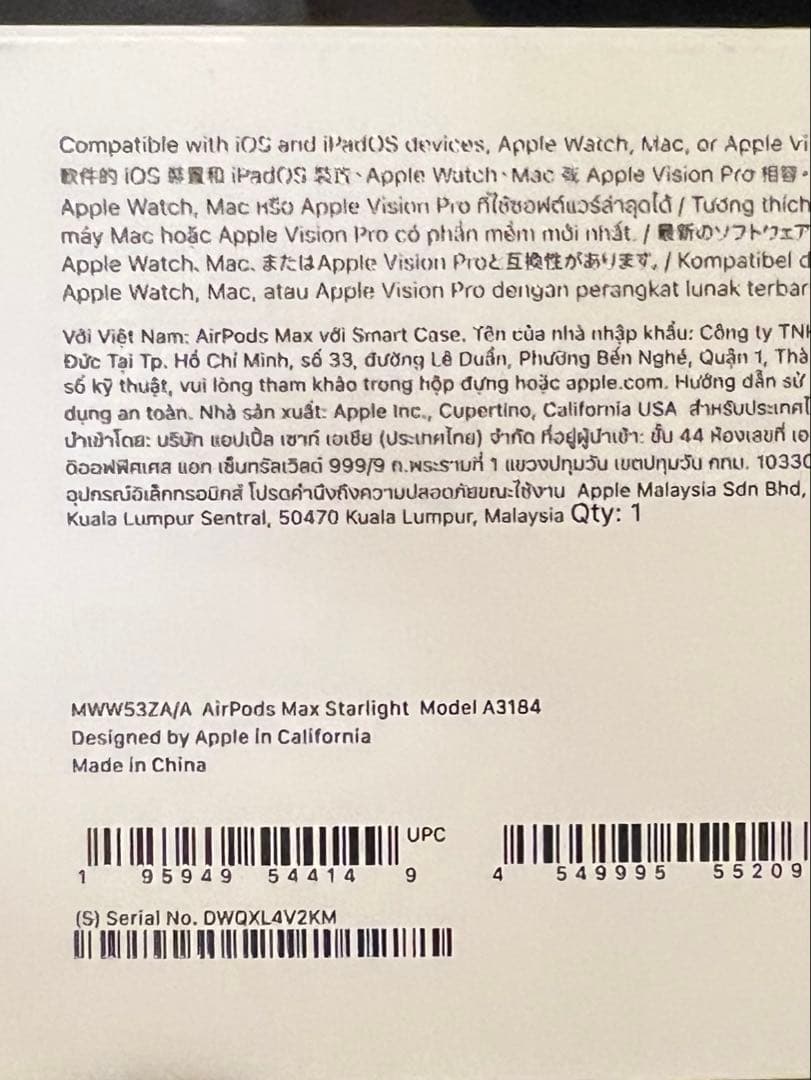 Compatible with iOS and iPadOS devices, Apple Watch, Mac, or Apple Vi
軟件的 iOS 裝置和 iPadOS 裝置、Apple Watch、Mac 或 Apple Vision Pro 相容。
Apple Watch, Mac หรือ Apple Vision Pro ที่ใช้ซอฟต์แวร์ล่าสุดได้ / Tương thích
máy Mac hoặc Apple Vision Pro có phần mềm mới nhất. / 最新のソフトウェア
Apple Watch、Mac、またはApple Vision Proと互換性があります。/ Kompatibel d
Apple Watch, Mac, atau Apple Vision Pro dengan perangkat lunak terbar
Với Việt Nam: AirPods Max với Smart Case. Tên của nhà nhập khẩu: Công ty TNH
Đức Tại Tp. Hồ Chí Minh, số 33, đường Lê Duẩn, Phường Bến Nghé, Quận 1, Thà
số kỹ thuật, vui lòng tham khảo trong hộp đựng hoặc apple.com. Hướng dẫn sử
dụng an toàn. Nhà sản xuất: Apple Inc., Cupertino, California USA สำหรับประเทศไ
นำเข้าโดย: บริษัท แอปเปิ้ล เซาท์ เอเชีย (ประเทศไทย) จำกัด ที่อยู่ผู้นำเข้า: ชั้น 44 ห้องเลขที่ เอ
ดิออฟฟิศเศส แอท เซ็นทรัลเวิลด์ 999/9 ถ.พระรามที่ 1 แขวงปทุมวัน เขตปทุมวัน กทม. 10330
อุปกรณ์อิเล็กทรอนิกส์ โปรดคำนึงถึงความปลอดภัยขณะใช้งาน Apple Malaysia Sdn Bhd,
Kuala Lumpur Sentral, 50470 Kuala Lumpur, Malaysia Qty: 1
MWW53ZA/A AirPods Max Starlight Model A3184
Designed by Apple in California
Made in China
UPC
1 95949 54414 9
4 549995 55209
(S) Serial No. DWQXL4V2KM